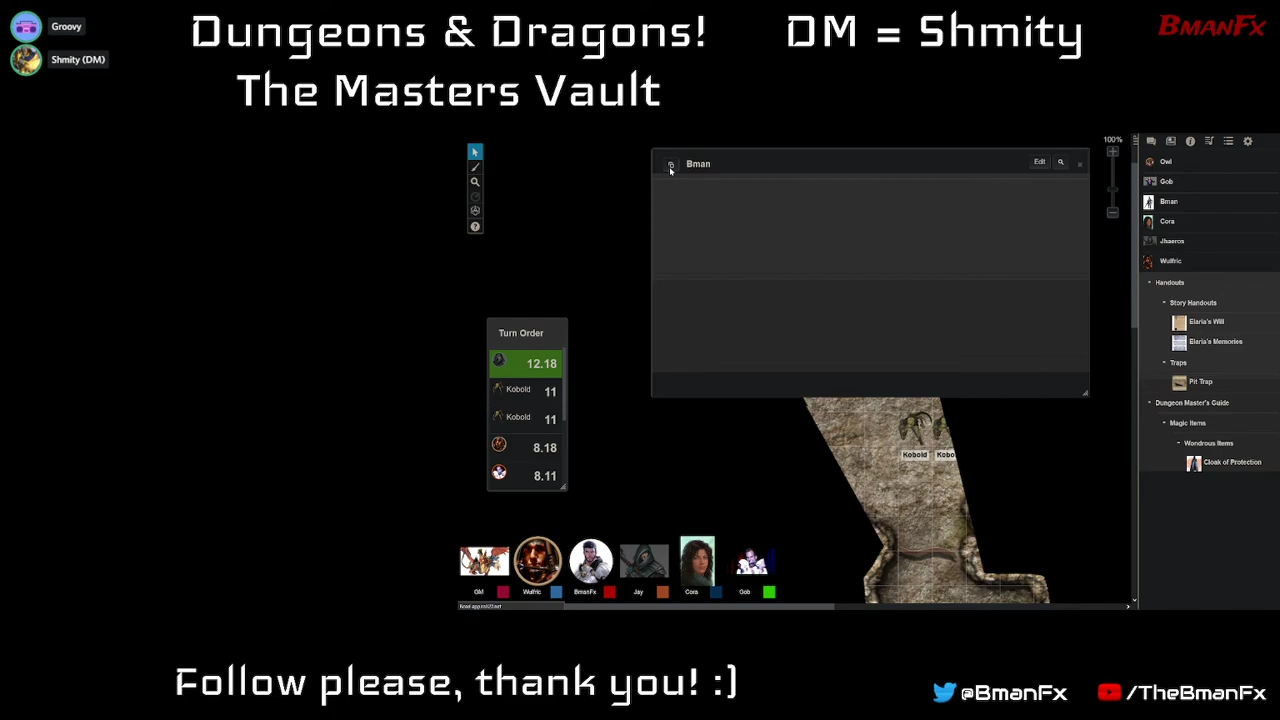 Groovy
Shmity (DM)
Dungeons & Dragons! DM = Shmity
The Masters Vault
BmanFx
Bman
Edit
100%
Owl
Gob
Bman
Cora
Jhaeros
Wulfric
Handouts
Story Handouts
Elaria's Will
Elaria's Memories
Traps
Pit Trap
Dungeon Master's Guide
Magic Items
Wondrous Items
Cloak of Protection
Turn Order
12.18
Kobold 11
Kobold 11
8.18
8.11
Kobold Kobo
GM Wulfric BmanFx Jay Cora Gob
Follow please, thank you! :)
@BmanFx
/TheBmanFx